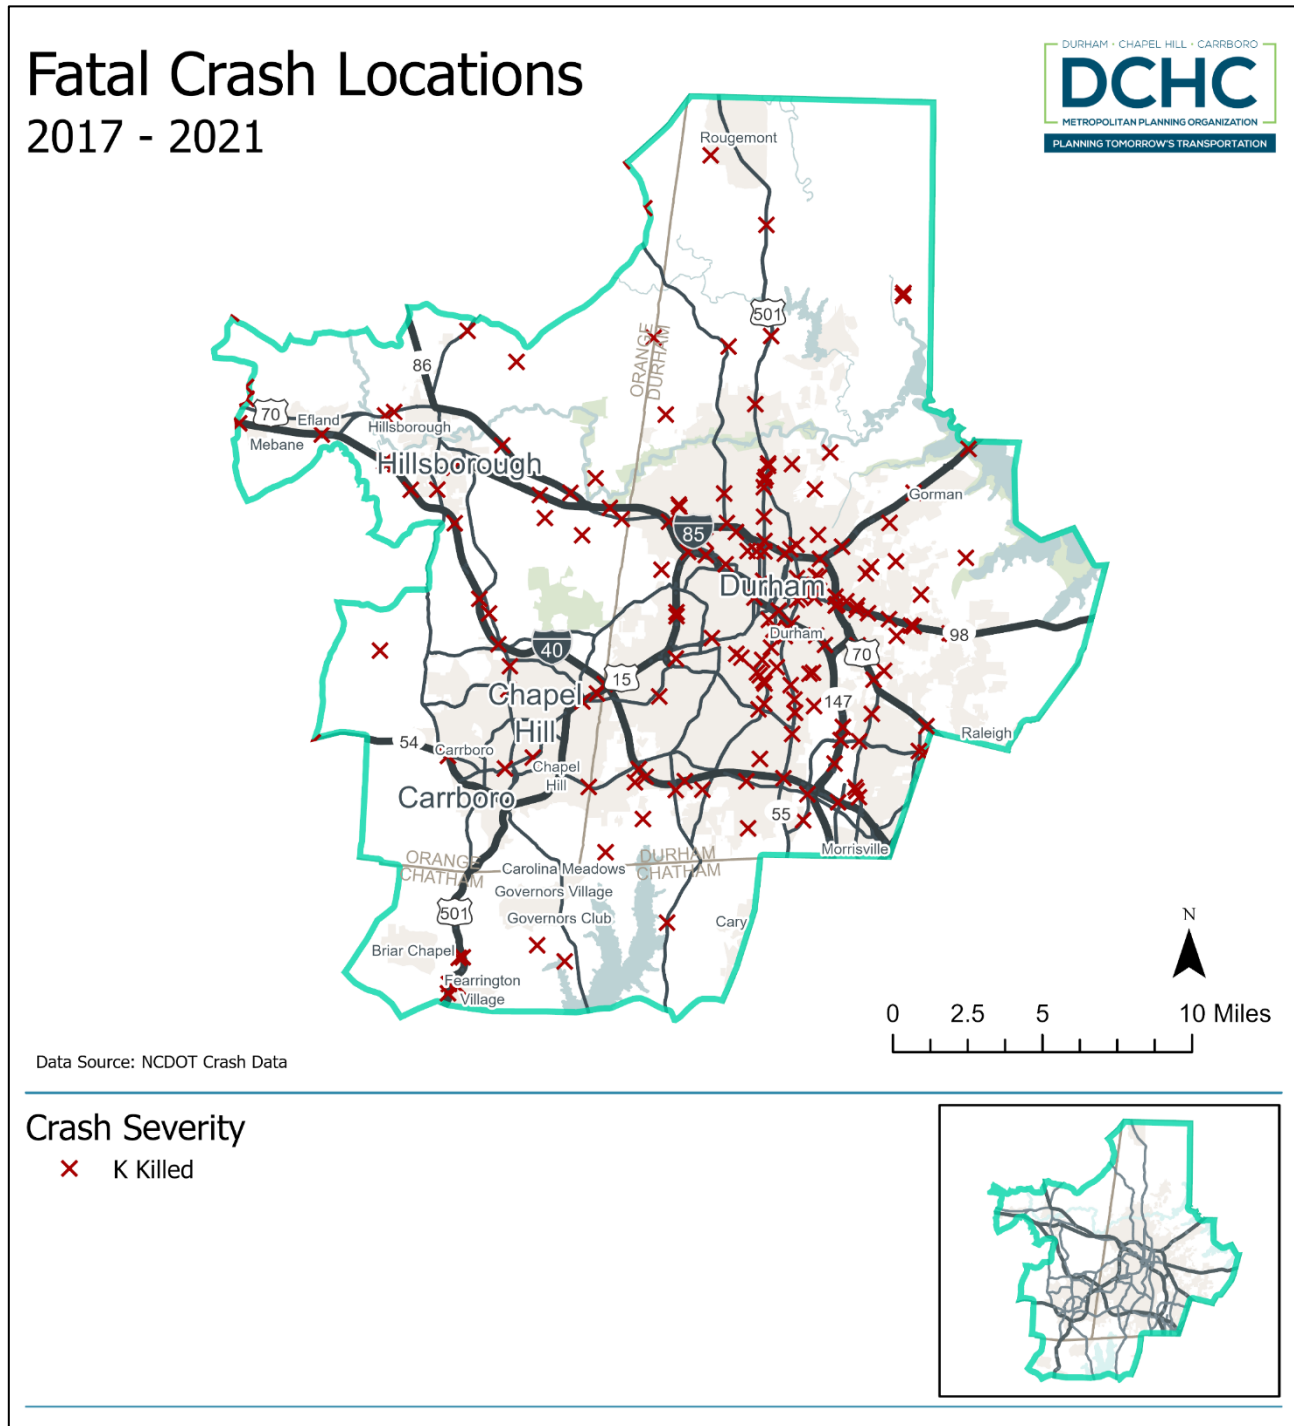 Fatal Crash Locations
2017 - 2021
DURHAM · CHAPEL HILL · CARRBORO
DCHC
METROPOLITAN PLANNING ORGANIZATION
PLANNING TOMORROW'S TRANSPORTATION
Rougemont
501
ORANGE
DURHAM
86
70
Efland
Mebane
Hillsborough
Hillsborough
Gorman
85
Durham
Durham
98
40
70
15
Chapel
Hill
147
Raleigh
54
Carrboro
Chapel
Hill
Carrboro
55
Morrisville
ORANGE
CHATHAM
DURHAM
CHATHAM
Carolina Meadows
Governors Village
Governors Club
501
Cary
Briar Chapel
Fearrington
Village
N
0 2.5 5 10 Miles
Data Source: NCDOT Crash Data
Crash Severity
K Killed